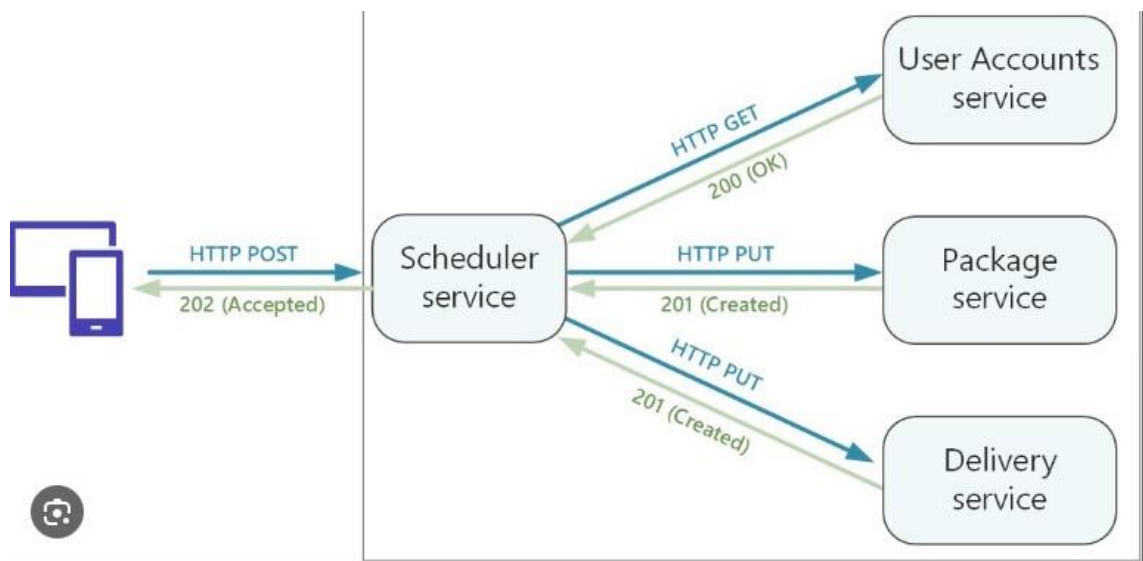 User Accounts
service
HTTP GET
200 (OK)
HTTP POST
202 (Accepted)
Scheduler
service
HTTP PUT
201 (Created)
Package
service
HTTP PUT
201 (Created)
Delivery
service